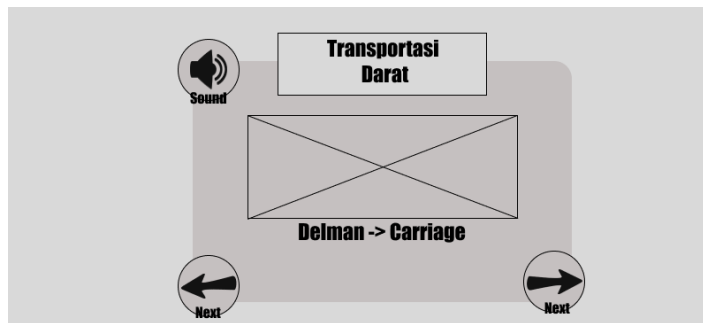 Transportasi
Darat
Sound
Delman -> Carriage
Next
Next